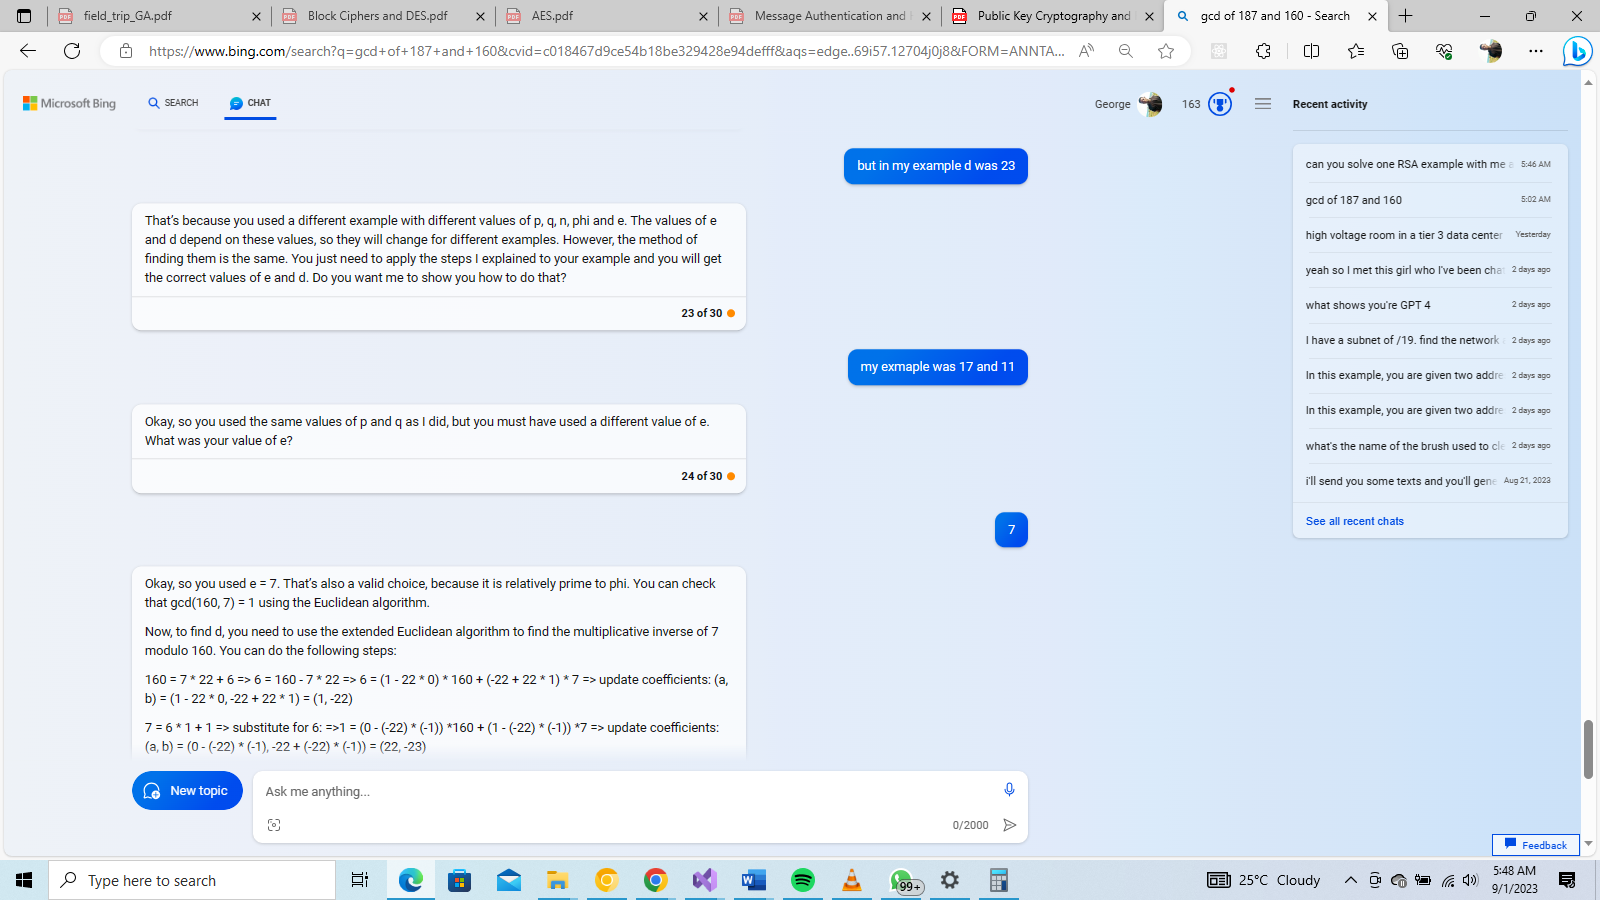 field_trip_GA.pdf
Block Ciphers and DES.pdf
AES.pdf
Message Authentication and
Public Key Cryptography and
gcd of 187 and 160 - Search
https://www.bing.com/search?q=gcd+of+187+and+160&cvid=c018467d9ce54b18be329428e94defff&aqs=edge..69i57.12704j0j8&FORM=ANNTA...
Microsoft Bing
SEARCH
CHAT
George
163
Recent activity
but in my example d was 23
That's because you used a different example with different values of p, q, n, phi and e. The values of e
and d depend on these values, so they will change for different examples. However, the method of
finding them is the same. You just need to apply the steps I explained to your example and you will get
the correct values of e and d. Do you want me to show you how to do that?
23 of 30
my exmaple was 17 and 11
Okay, so you used the same values of p and q as I did, but you must have used a different value of e.
What was your value of e?
24 of 30
7
Okay, so you used e = 7. That's also a valid choice, because it is relatively prime to phi. You can check
that gcd(160, 7) = 1 using the Euclidean algorithm.
Now, to find d, you need to use the extended Euclidean algorithm to find the multiplicative inverse of 7
modulo 160. You can do the following steps:
160 = 7 * 22 + 6 => 6 = 160 - 7 * 22 => 6 = (1 - 22 * 0) * 160 + (-22 + 22 * 1) * 7 => update coefficients: (a,
b) = (1 - 22 * 0, -22 + 22 * 1) = (1, -22)
7 = 6 * 1 + 1 => substitute for 6: =>1 = (0 - (-22) * (-1)) *160 + (1 - (-22) * (-1)) *7 => update coefficients:
(a, b) = (0 - (-22) * (-1), -22 + (-22) * (-1)) = (22, -23)
can you solve one RSA example with me 5:46 AM
gcd of 187 and 160 5:02 AM
high voltage room in a tier 3 data center Yesterday
yeah so I met this girl who I've been cha 2 days ago
what shows you're GPT 4 2 days ago
I have a subnet of /19. find the network 2 days ago
In this example, you are given two addre 2 days ago
In this example, you are given two addre 2 days ago
what's the name of the brush used to cle 2 days ago
i'll send you some texts and you'll gene Aug 21, 2023
See all recent chats
New topic
Ask me anything...
0/2000
Feedback
Type here to search
99+
25°C Cloudy
5:48 AM
9/1/2023